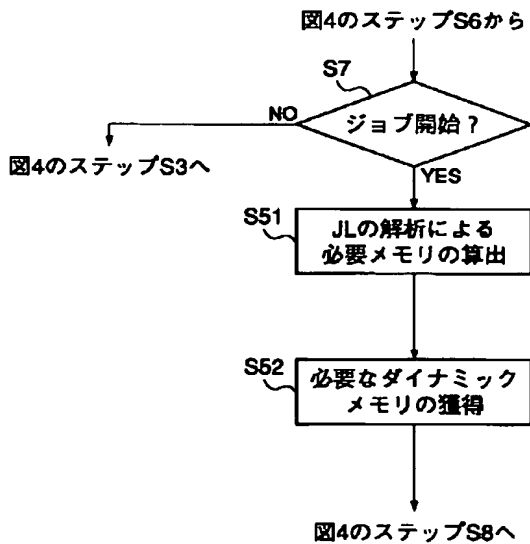 図4のステップS6から
S7
ジョブ開始？
NO
図4のステップS3へ
YES
S51
JLの解析による
必要メモリの算出
S52
必要なダイナミック
メモリの獲得
図4のステップS8へ